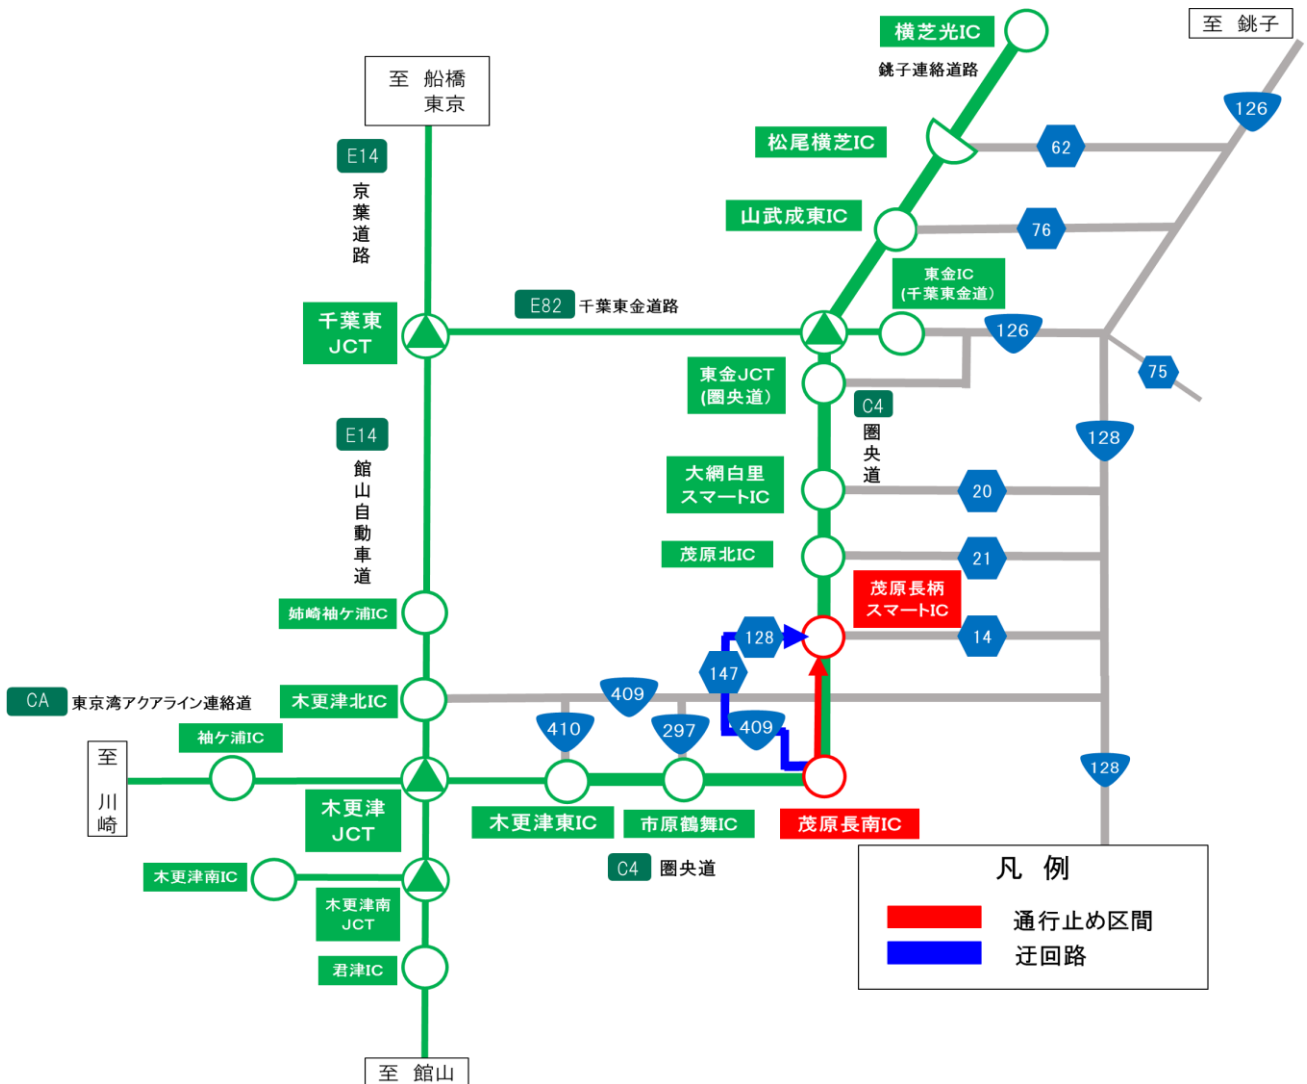 横芝光IC
至 銚子
銚子連絡道路
至 船橋
東京
126
E14
松尾横芝IC
62
京葉道路
山武成東IC
76
東金IC
(千葉東金道)
E82 千葉東金道路
千葉東
JCT
126
東金JCT
(圏央道)
75
C4
圏央道
E14
128
館山自動車道
大網白里
スマートIC
20
茂原北IC
21
茂原長柄
スマートIC
姉崎袖ケ浦IC
128
14
147
CA 東京湾アクアライン連絡道
木更津北IC
409
410
297
409
袖ケ浦IC
至 川崎
128
木更津
JCT
木更津東IC
市原鶴舞IC
茂原長南IC
C4 圏央道
木更津南IC
木更津南
JCT
君津IC
至 館山
凡 例
通行止め区間
迂回路